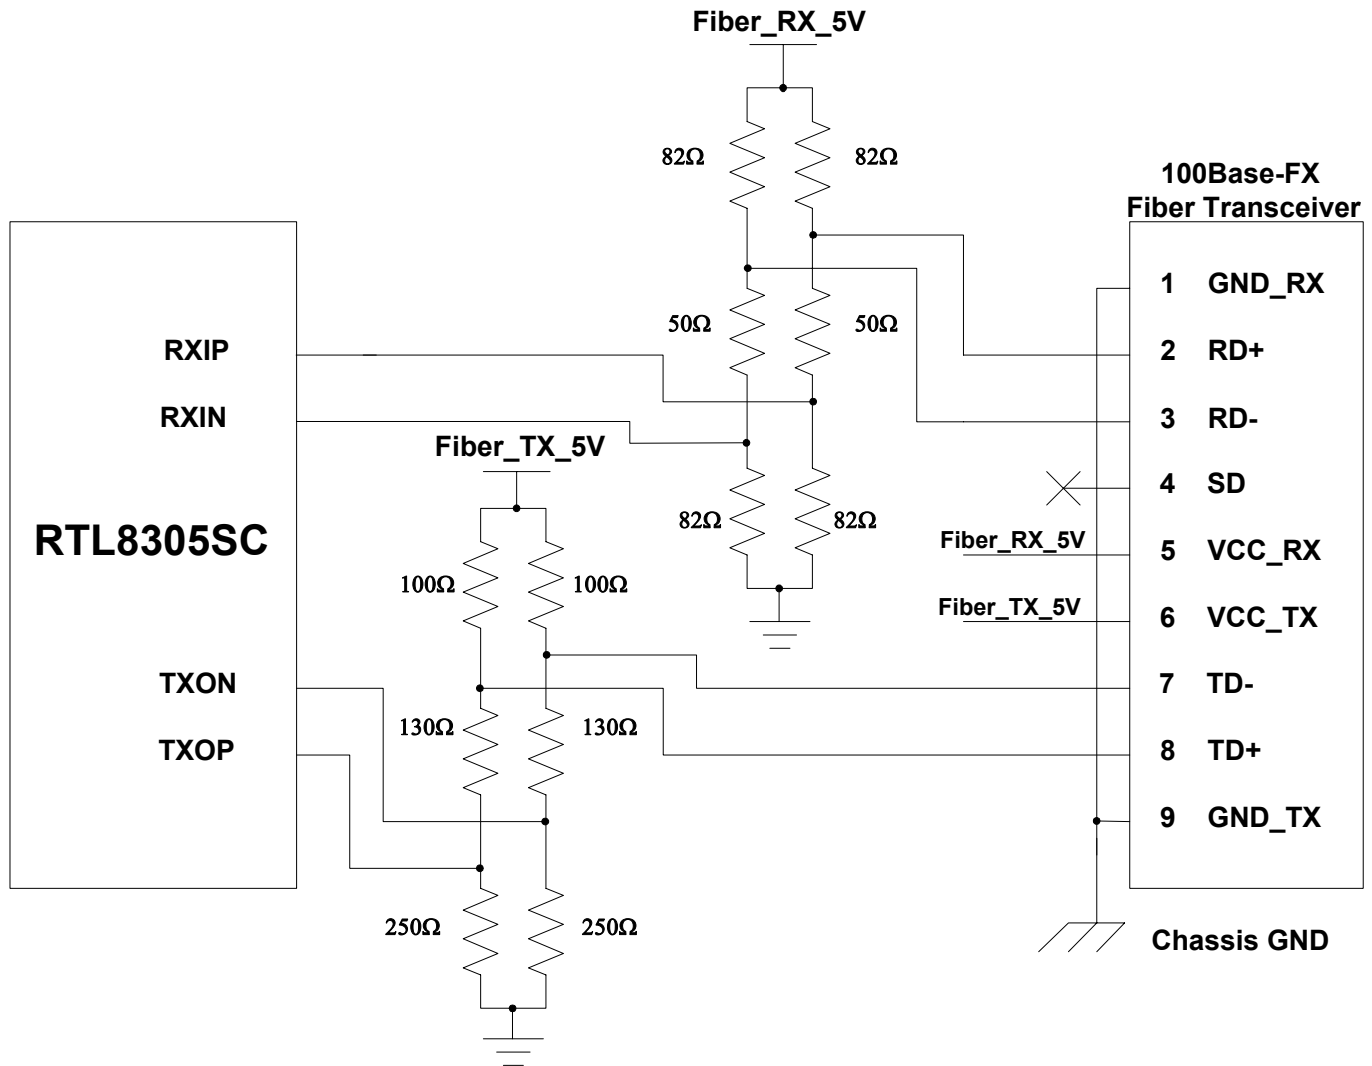 Fiber_RX_5V
82Ω 82Ω
100Base-FX
Fiber Transceiver
1 GND_RX
50Ω 50Ω
RXIP
2 RD+
RXIN
3 RD-
Fiber_TX_5V
4 SD
82Ω 82Ω
RTL8305SC
Fiber_RX_5V
5 VCC_RX
100Ω 100Ω
Fiber_TX_5V
6 VCC_TX
TXON
7 TD-
130Ω 130Ω
TXOP
8 TD+
9 GND_TX
250Ω 250Ω
Chassis GND